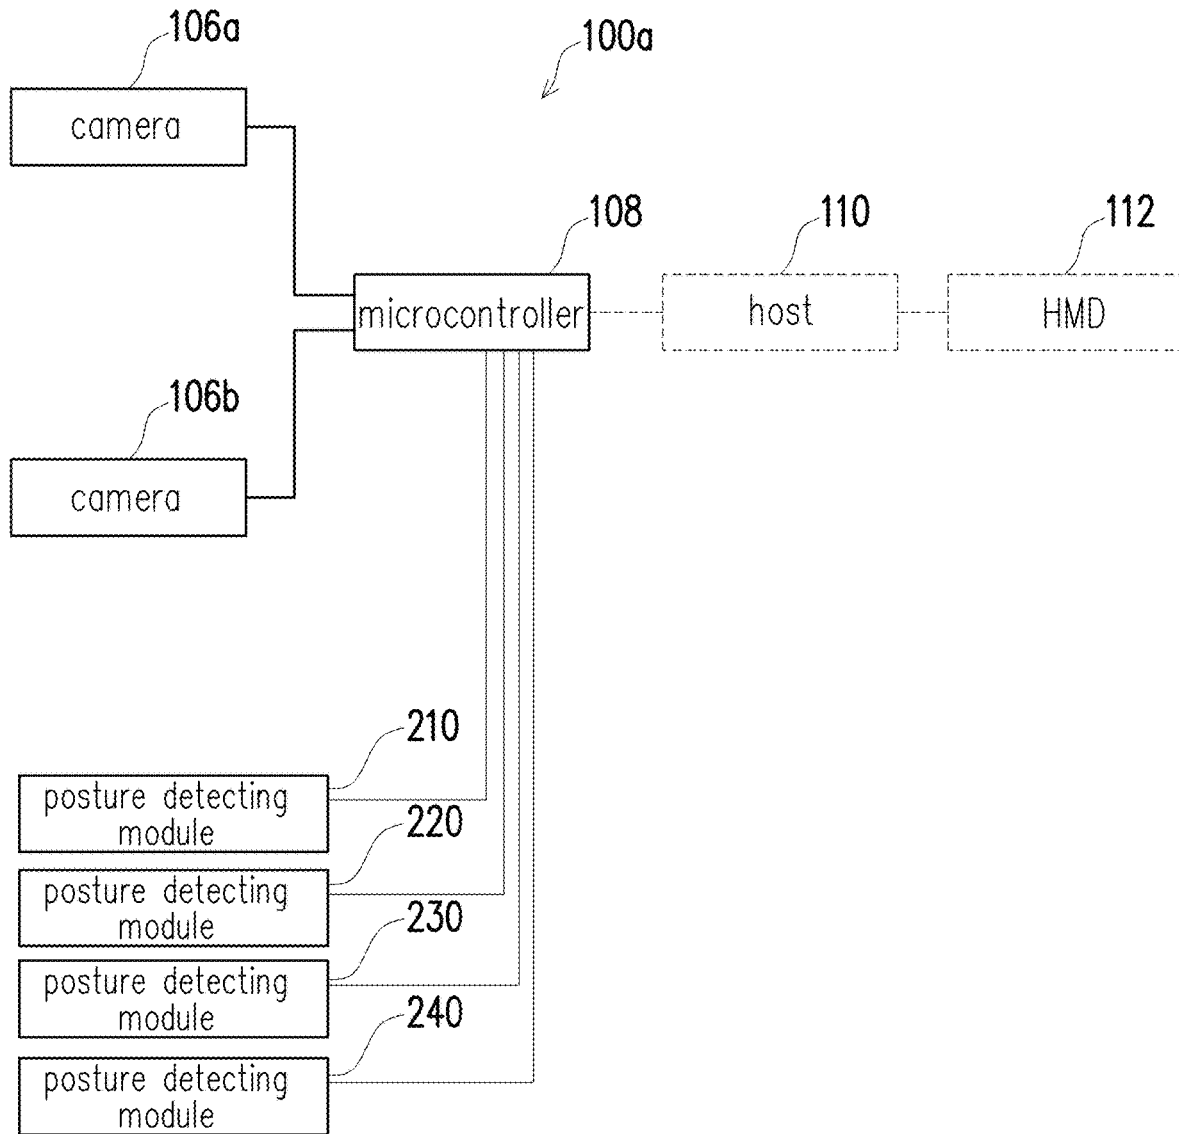 106a
100a
camera
108
110
112
microcontroller
host
HMD
106b
camera
210
posture detecting
module
220
posture detecting
module
230
posture detecting
module
240
posture detecting
module